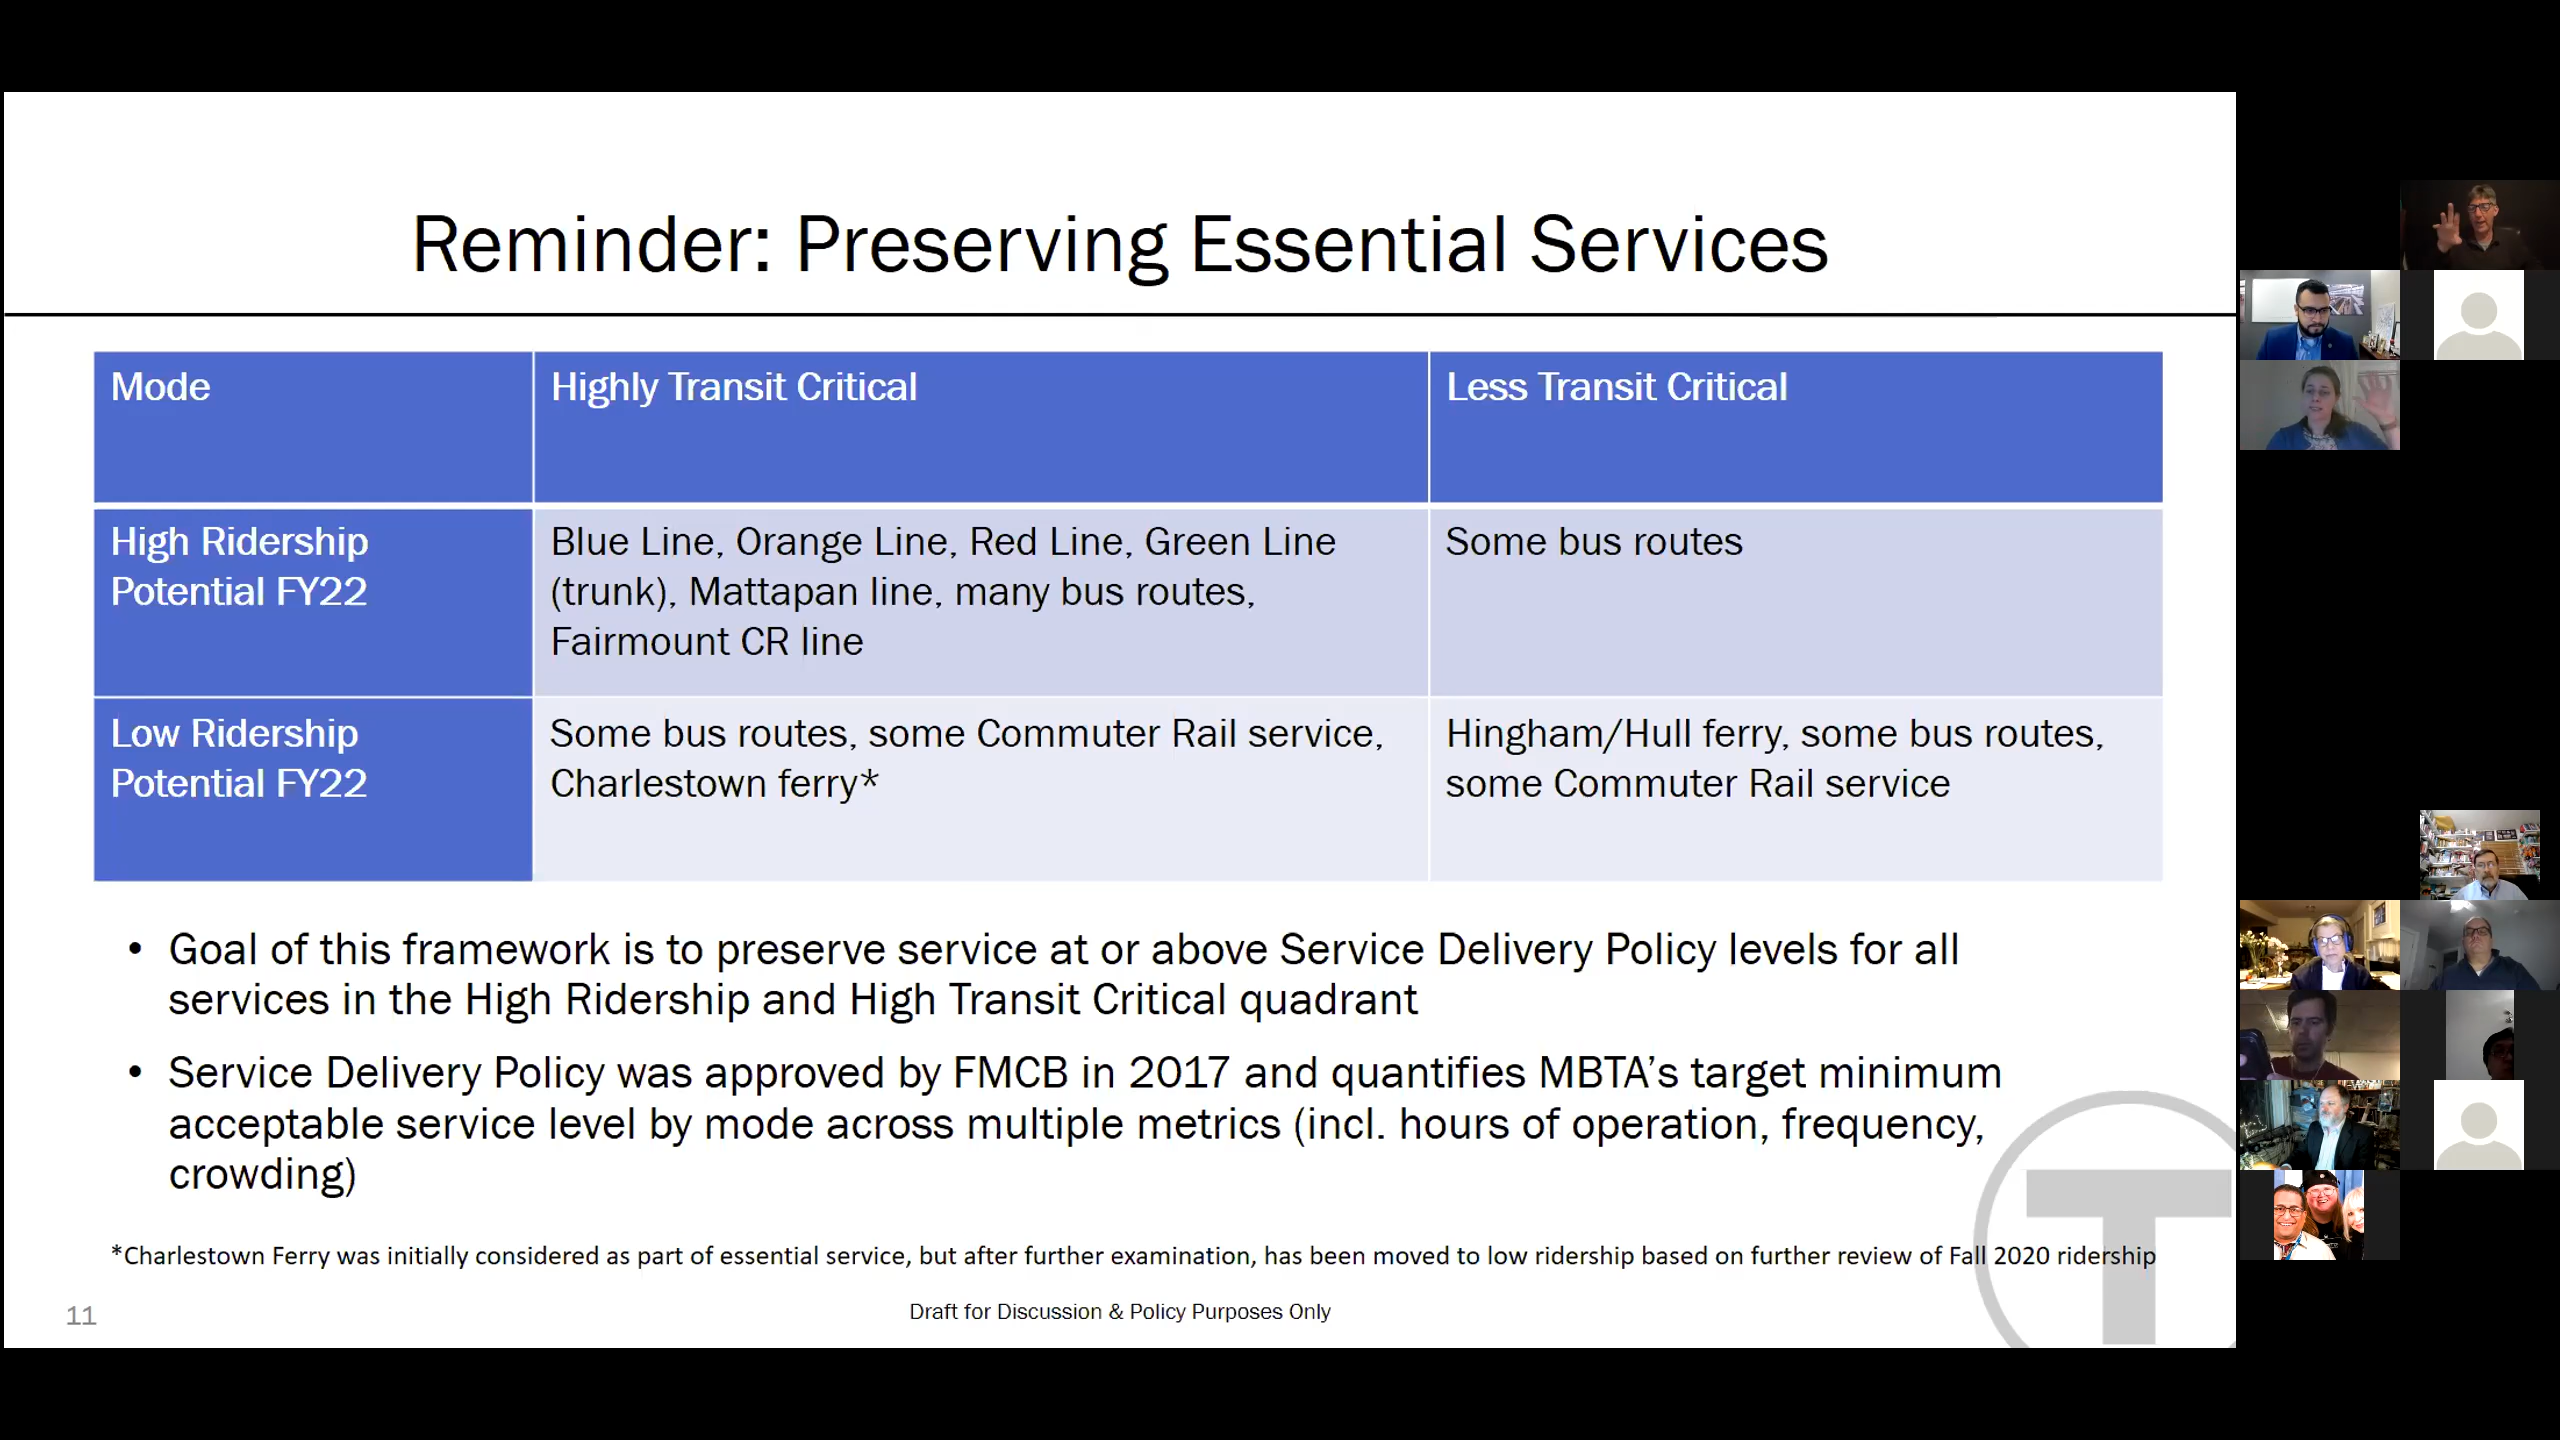 Reminder: Preserving Essential Services
Mode
Highly Transit Critical
Less Transit Critical
High Ridership
Potential FY22
Blue Line, Orange Line, Red Line, Green Line
(trunk), Mattapan line, many bus routes,
Fairmount CR line
Some bus routes
Low Ridership
Potential FY22
Some bus routes, some Commuter Rail service,
Charlestown ferry*
Hingham/Hull ferry, some bus routes,
some Commuter Rail service
• Goal of this framework is to preserve service at or above Service Delivery Policy levels for all
services in the High Ridership and High Transit Critical quadrant
• Service Delivery Policy was approved by FMCB in 2017 and quantifies MBTA’s target minimum
acceptable service level by mode across multiple metrics (incl. hours of operation, frequency,
crowding)
*Charlestown Ferry was initially considered as part of essential service, but after further examination, has been moved to low ridership based on further review of Fall 2020 ridership
11
Draft for Discussion & Policy Purposes Only
T